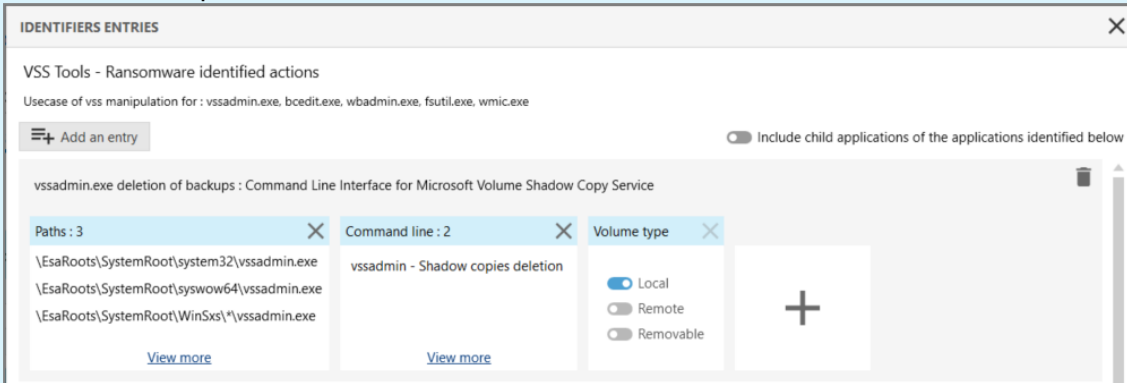 IDENTIFIERS ENTRIES
VSS Tools - Ransomware identified actions
Usecase of vss manipulation for : vssadmin.exe, bcedit.exe, wbadmin.exe, fsutil.exe, wmic.exe
Add an entry
Include child applications of the applications identified below
vssadmin.exe deletion of backups : Command Line Interface for Microsoft Volume Shadow Copy Service
Paths : 3
\EsaRoots\SystemRoot\system32\vssadmin.exe
\EsaRoots\SystemRoot\syswow64\vssadmin.exe
\EsaRoots\SystemRoot\WinSxs\*\vssadmin.exe
View more
Command line : 2
vssadmin - Shadow copies deletion
View more
Volume type
Local
Remote
Removable